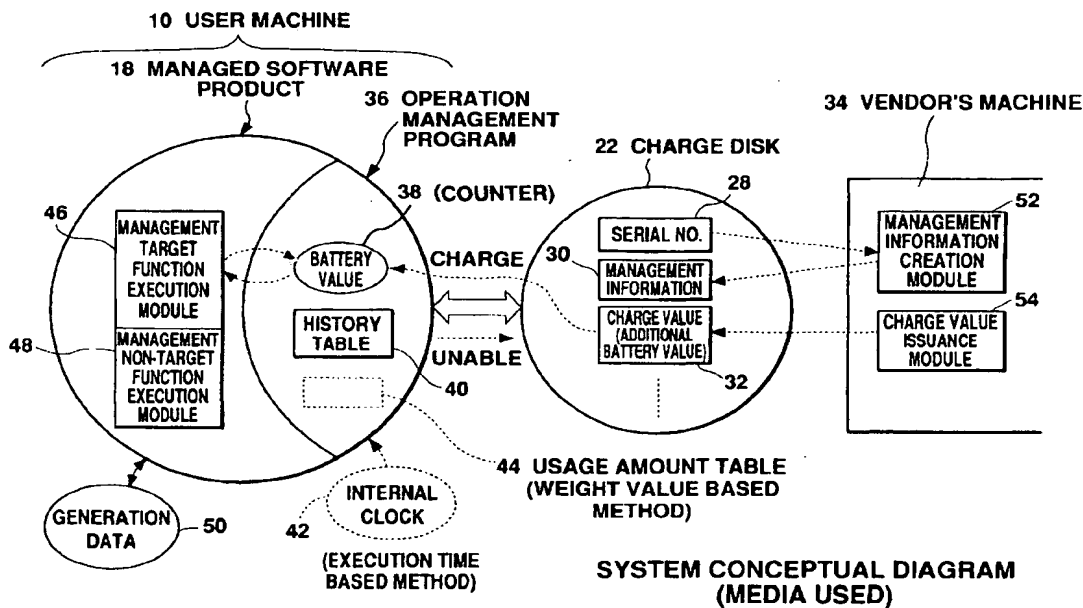 10 USER MACHINE
18 MANAGED SOFTWARE
PRODUCT
36 OPERATION
MANAGEMENT
PROGRAM
38 (COUNTER)
46
MANAGEMENT
TARGET
FUNCTION
EXECUTION
MODULE
48
MANAGEMENT
NON-TARGET
FUNCTION
EXECUTION
MODULE
BATTERY
VALUE
HISTORY
TABLE
40
CHARGE
UNABLE
22 CHARGE DISK
28
SERIAL NO.
30
MANAGEMENT
INFORMATION
CHARGE VALUE
(ADDITIONAL
BATTERY VALUE)
32
34 VENDOR'S MACHINE
52
MANAGEMENT
INFORMATION
CREATION
MODULE
54
CHARGE VALUE
ISSUANCE
MODULE
44 USAGE AMOUNT TABLE
(WEIGHT VALUE BASED
METHOD)
GENERATION
DATA
50
42
INTERNAL
CLOCK
(EXECUTION TIME
BASED METHOD)
SYSTEM CONCEPTUAL DIAGRAM
(MEDIA USED)